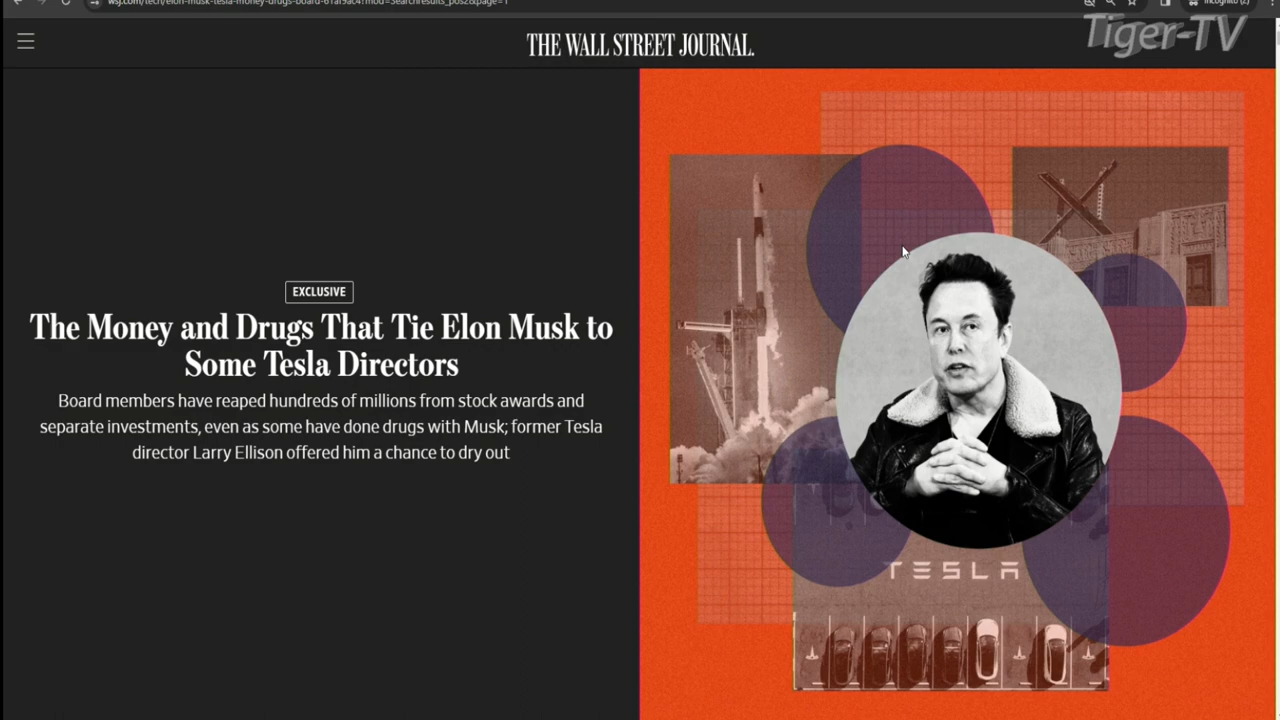 wsj.com/tech/elon-musk-tesla-money-drugs-board-61af9ac4?mod=Searchresults_pos2&page=1
Incognito (2)
Tiger-TV
THE WALL STREET JOURNAL.
EXCLUSIVE
The Money and Drugs That Tie Elon Musk to
Some Tesla Directors
Board members have reaped hundreds of millions from stock awards and
separate investments, even as some have done drugs with Musk; former Tesla
director Larry Ellison offered him a chance to dry out
TESLA